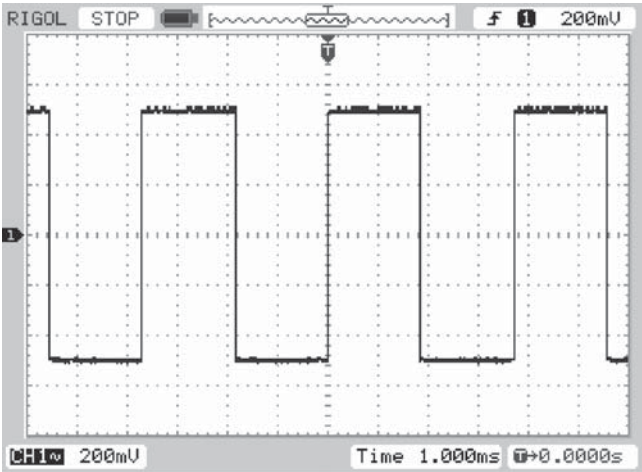 RIGOL STOP T f 1 200mV
T
1
CH1~ 200mV Time 1.000ms T→0.0000s